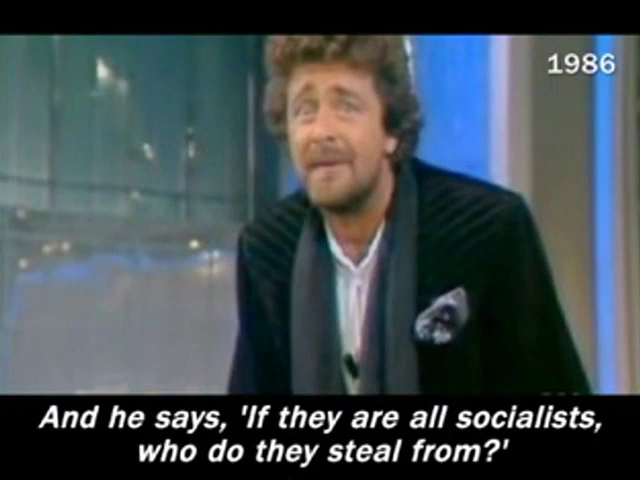 1986
And he says, 'If they are all socialists,
who do they steal from?'